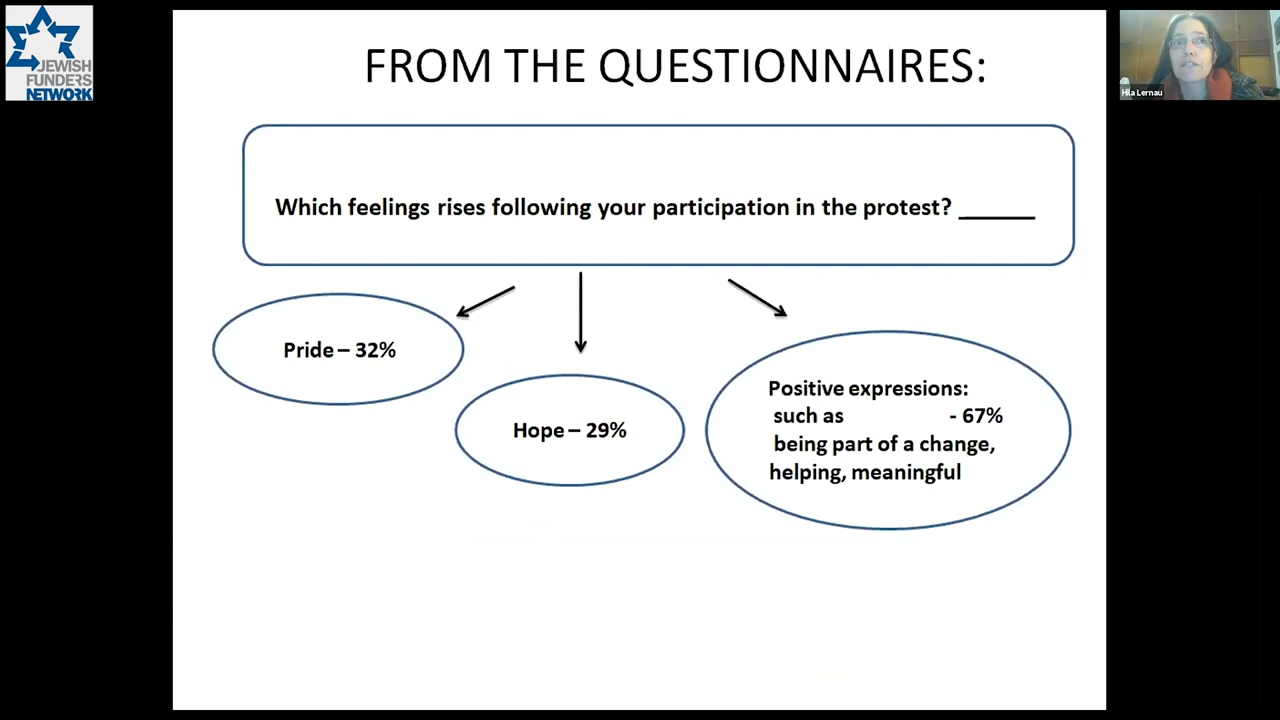 JEWISH
FUNDERS
NETWORK
FROM THE QUESTIONNAIRES:
Hila Lernau
Which feelings rises following your participation in the protest? ______
Pride – 32%
Hope – 29%
Positive expressions:
such as - 67%
being part of a change,
helping, meaningful